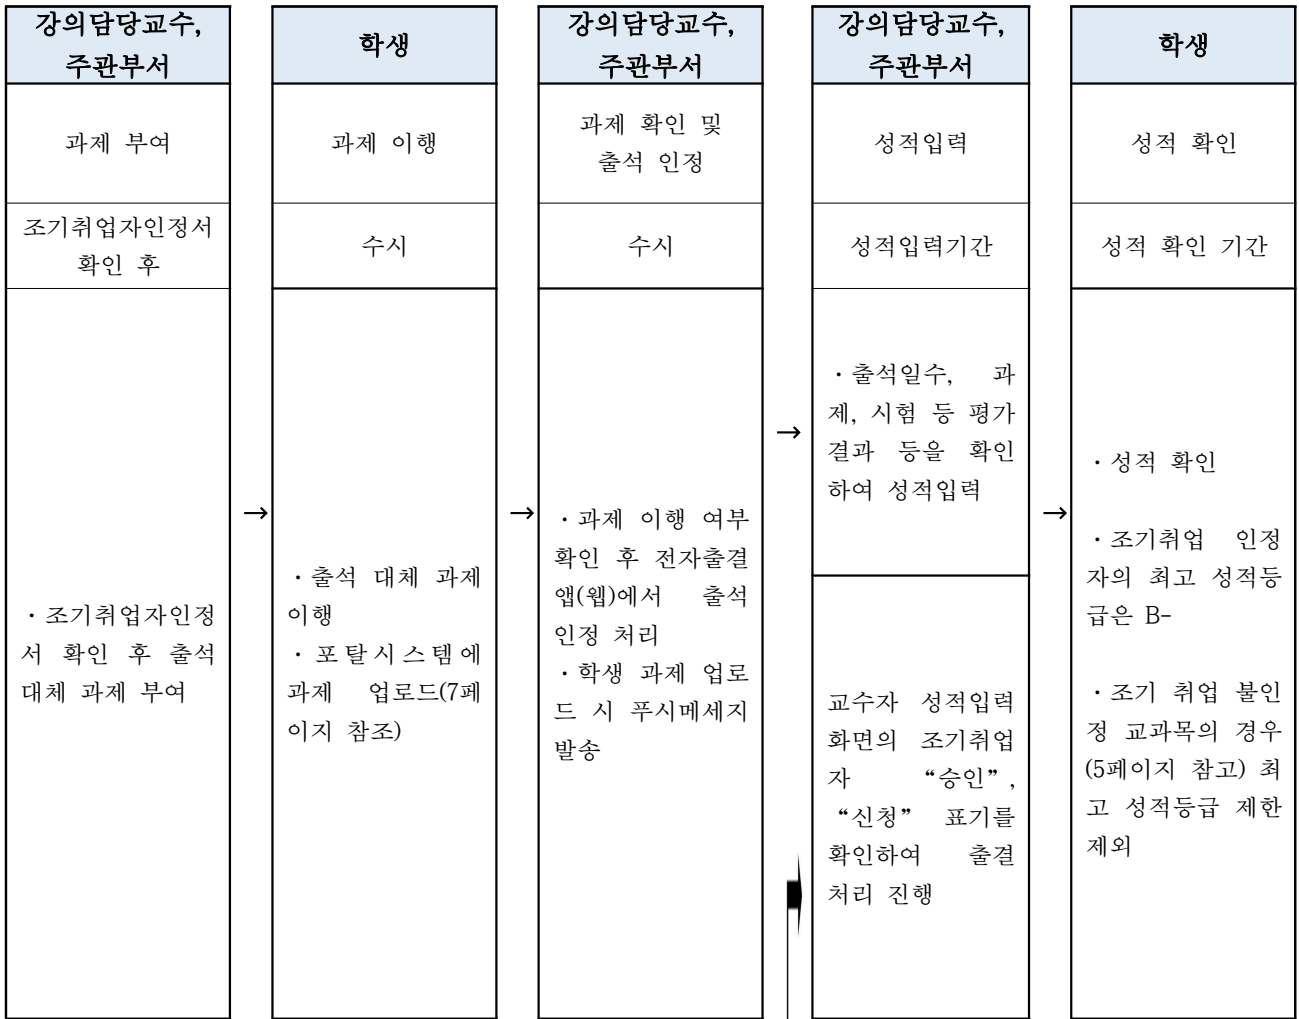 강의담당교수,
주관부서
학생
강의담당교수,
주관부서
강의담당교수,
주관부서
학생
과제 부여
과제 이행
과제 확인 및
출석 인정
성적입력
성적 확인
조기취업자인정서
확인 후
수시
수시
성적입력기간
성적 확인 기간
·조기취업자인정
서 확인 후 출석
대체 과제 부여
→
·출석 대체 과제
이행
·포탈시스템에
과제 업로드(7페
이지 참조)
→
·과제 이행 여부
확인 후 전자출결
앱(웹)에서 출석
인정 처리
·학생 과제 업로
드 시 푸시메세지
발송
→
·출석일수, 과
제, 시험 등 평가
결과 등을 확인
하여 성적입력
교수자 성적입력
화면의 조기취업
자 “승인”,
“신청” 표기를
확인하여 출결
처리 진행
→
·성적 확인
·조기취업 인정
자의 최고 성적등
급은 B-
·조기 취업 불인
정 교과목의 경우
(5페이지 참고) 최
고 성적등급 제한
제외